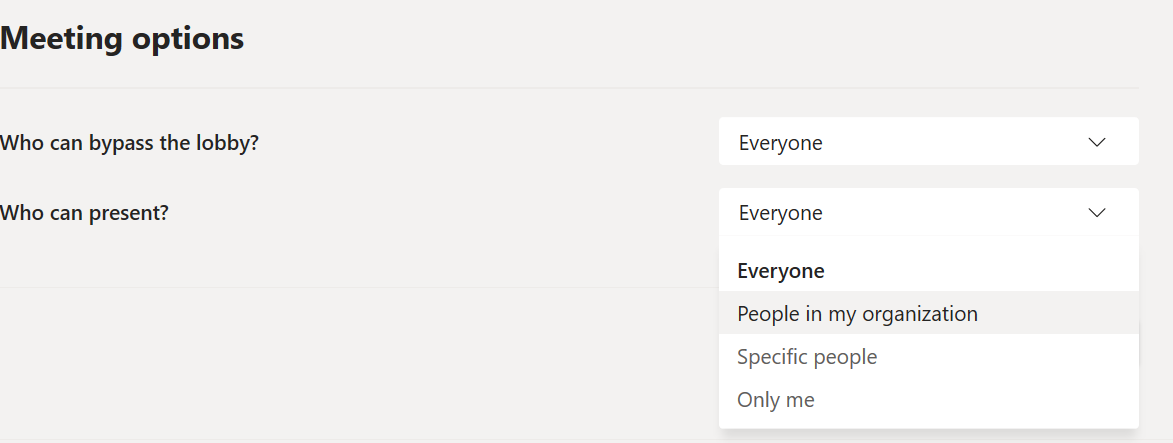 Meeting options
Who can bypass the lobby?
Everyone
Who can present?
Everyone
Everyone
People in my organization
Specific people
Only me